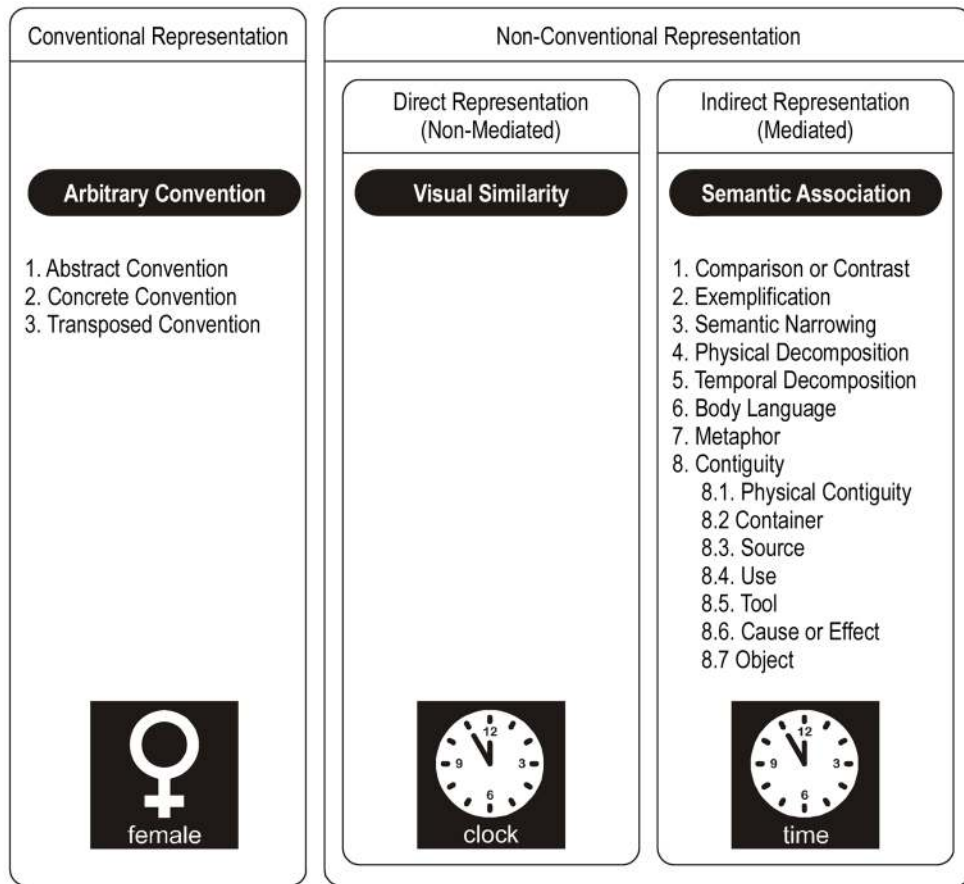 Conventional Representation
Arbitrary Convention
1. Abstract Convention
2. Concrete Convention
3. Transposed Convention
female
Non-Conventional Representation
Direct Representation
(Non-Mediated)
Visual Similarity
12
9
3
6
clock
Indirect Representation
(Mediated)
Semantic Association
1. Comparison or Contrast
2. Exemplification
3. Semantic Narrowing
4. Physical Decomposition
5. Temporal Decomposition
6. Body Language
7. Metaphor
8. Contiguity
8.1. Physical Contiguity
8.2 Container
8.3. Source
8.4. Use
8.5. Tool
8.6. Cause or Effect
8.7 Object
12
9
3
6
time